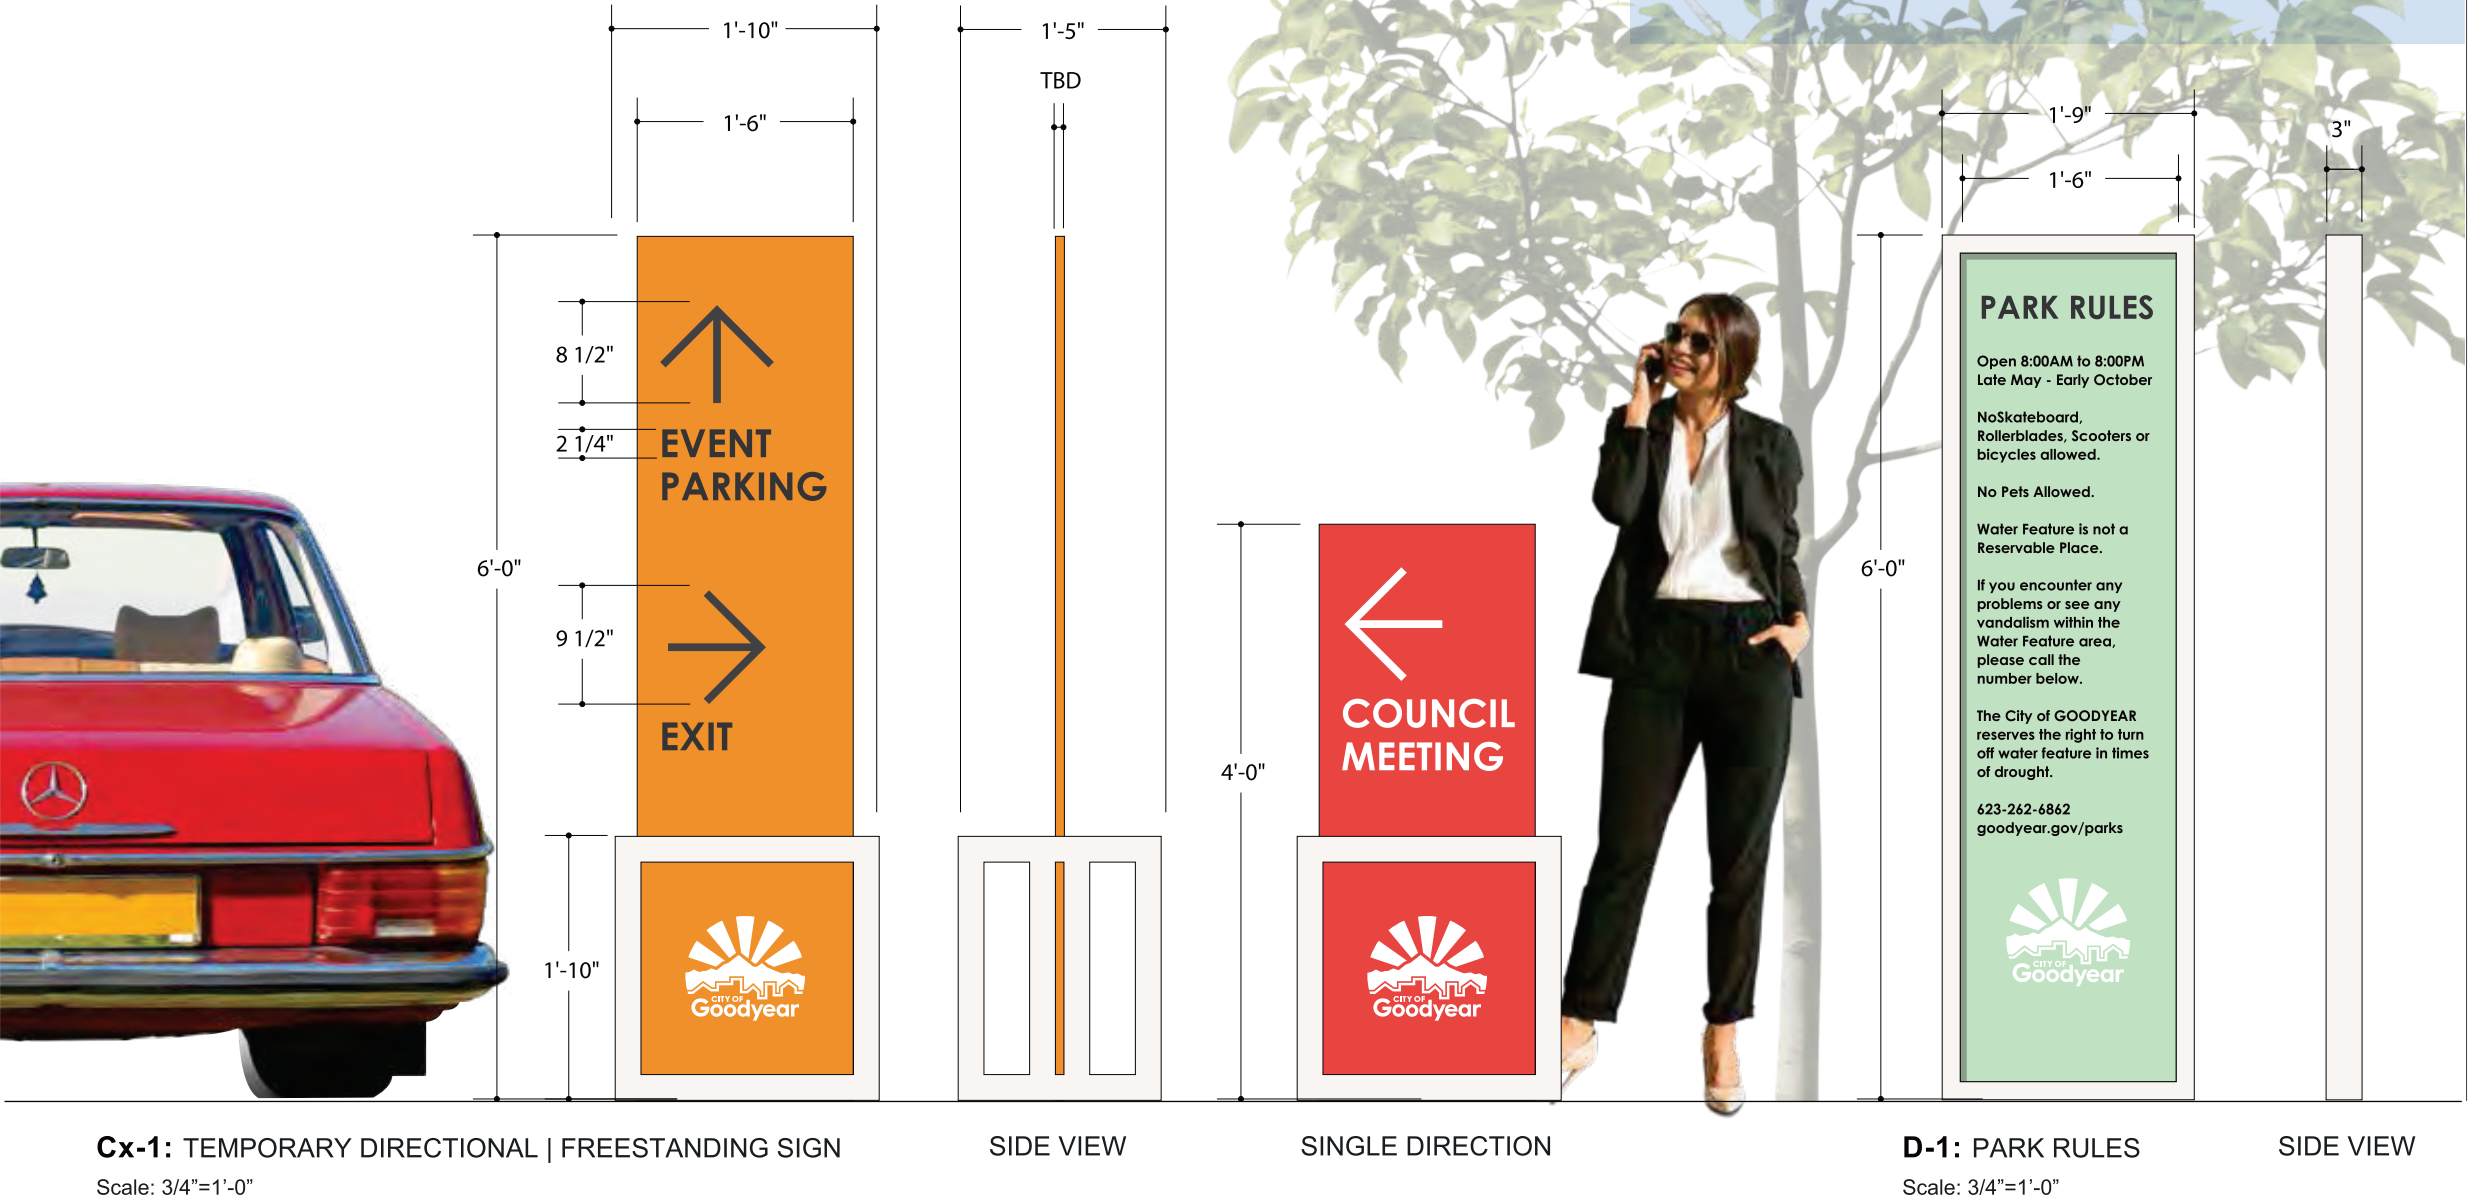 1'-10"
1'-5"
TBD
1'-6"
1'-9"
3"
1'-6"
8 1/2"
2 1/4"
EVENT
PARKING
6'-0"
9 1/2"
EXIT
1'-10"
CITY OF
Goodyear
4'-0"
COUNCIL
MEETING
CITY OF
Goodyear
6'-0"
PARK RULES
Open 8:00AM to 8:00PM
Late May - Early October
NoSkateboard,
Rollerblades, Scooters or
bicycles allowed.
No Pets Allowed.
Water Feature is not a
Reservable Place.
If you encounter any
problems or see any
vandalism within the
Water Feature area,
please call the
number below.
The City of GOODYEAR
reserves the right to turn
off water feature in times
of drought.
623-262-6862
goodyear.gov/parks
CITY OF
Goodyear
Cx-1: TEMPORARY DIRECTIONAL | FREESTANDING SIGN
Scale: 3/4”=1’-0”
SIDE VIEW
SINGLE DIRECTION
D-1: PARK RULES
Scale: 3/4”=1’-0”
SIDE VIEW